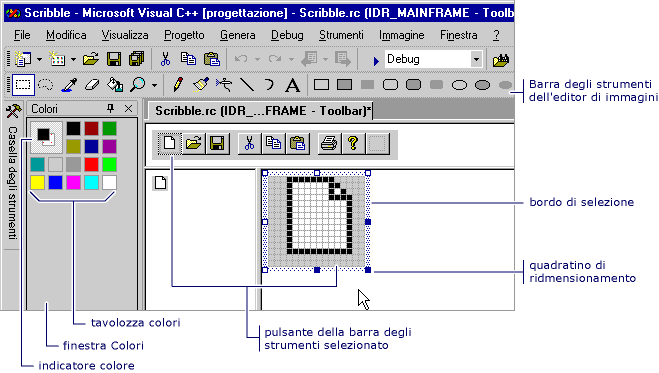 Scribble - Microsoft Visual C++ [progettazione] - Scribble.rc (IDR_MAINFRAME - Toolb
File Modifica Visualizza Progetto Genera Debug Strumenti Immagine Finestra ?
Debug
A
Barra degli strumenti
dell'editor di immagini
Colori
Scribble.rc (IDR_...FRAME - Toolbar)*
Casella degli strumenti
?
bordo di selezione
quadratino di
ridmensionamento
tavolozza colori
pulsante della barra degli
strumenti selezionato
finestra Colori
indicatore colore